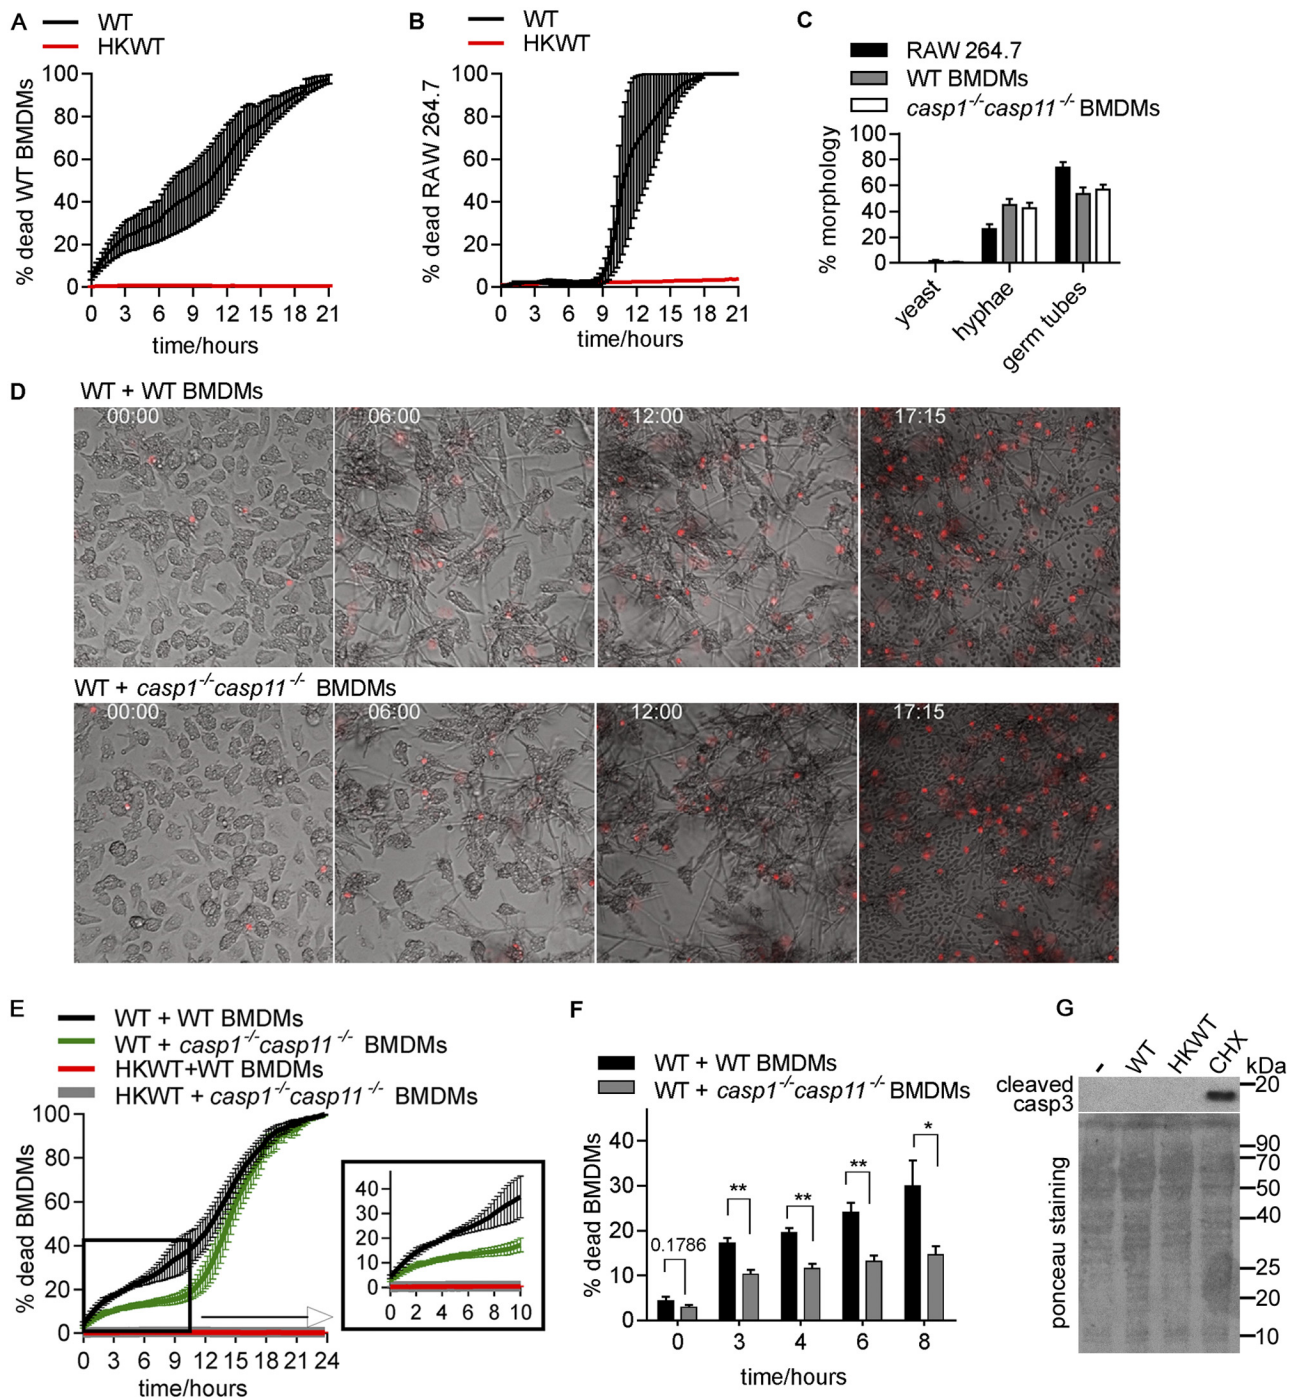 A
WT
HKWT
% dead WT BMDMs
100
80
60
40
20
0
0 3 6 9 12 15 18 21
time/hours
B
WT
HKWT
% dead RAW 264.7
100
80
60
40
20
0
0 3 6 9 12 15 18 21
time/hours
C
RAW 264.7
WT BMDMs
casp1-/-casp11-/- BMDMs
% morphology
100
80
60
40
20
0
yeast
hyphae
germ tubes
D
WT + WT BMDMs
00:00 06:00 12:00 17:15
WT + casp1-/-casp11-/- BMDMs
00:00 06:00 12:00 17:15
E
WT + WT BMDMs
WT + casp1-/-casp11-/- BMDMs
HKWT+WT BMDMs
HKWT + casp1-/-casp11-/- BMDMs
% dead BMDMs
100
80
60
40
20
0
0 3 6 9 12 15 18 21 24
time/hours
40
30
20
10
0
0 2 4 6 8 10
F
WT + WT BMDMs
WT + casp1-/-casp11-/- BMDMs
% dead BMDMs
40
30
20
10
0
0.1786
**
**
**
*
0 3 4 6 8
time/hours
G
- WT HKWT CHX kDa
cleaved
casp3
20
ponceau staining
90
70
50
40
25
20
10